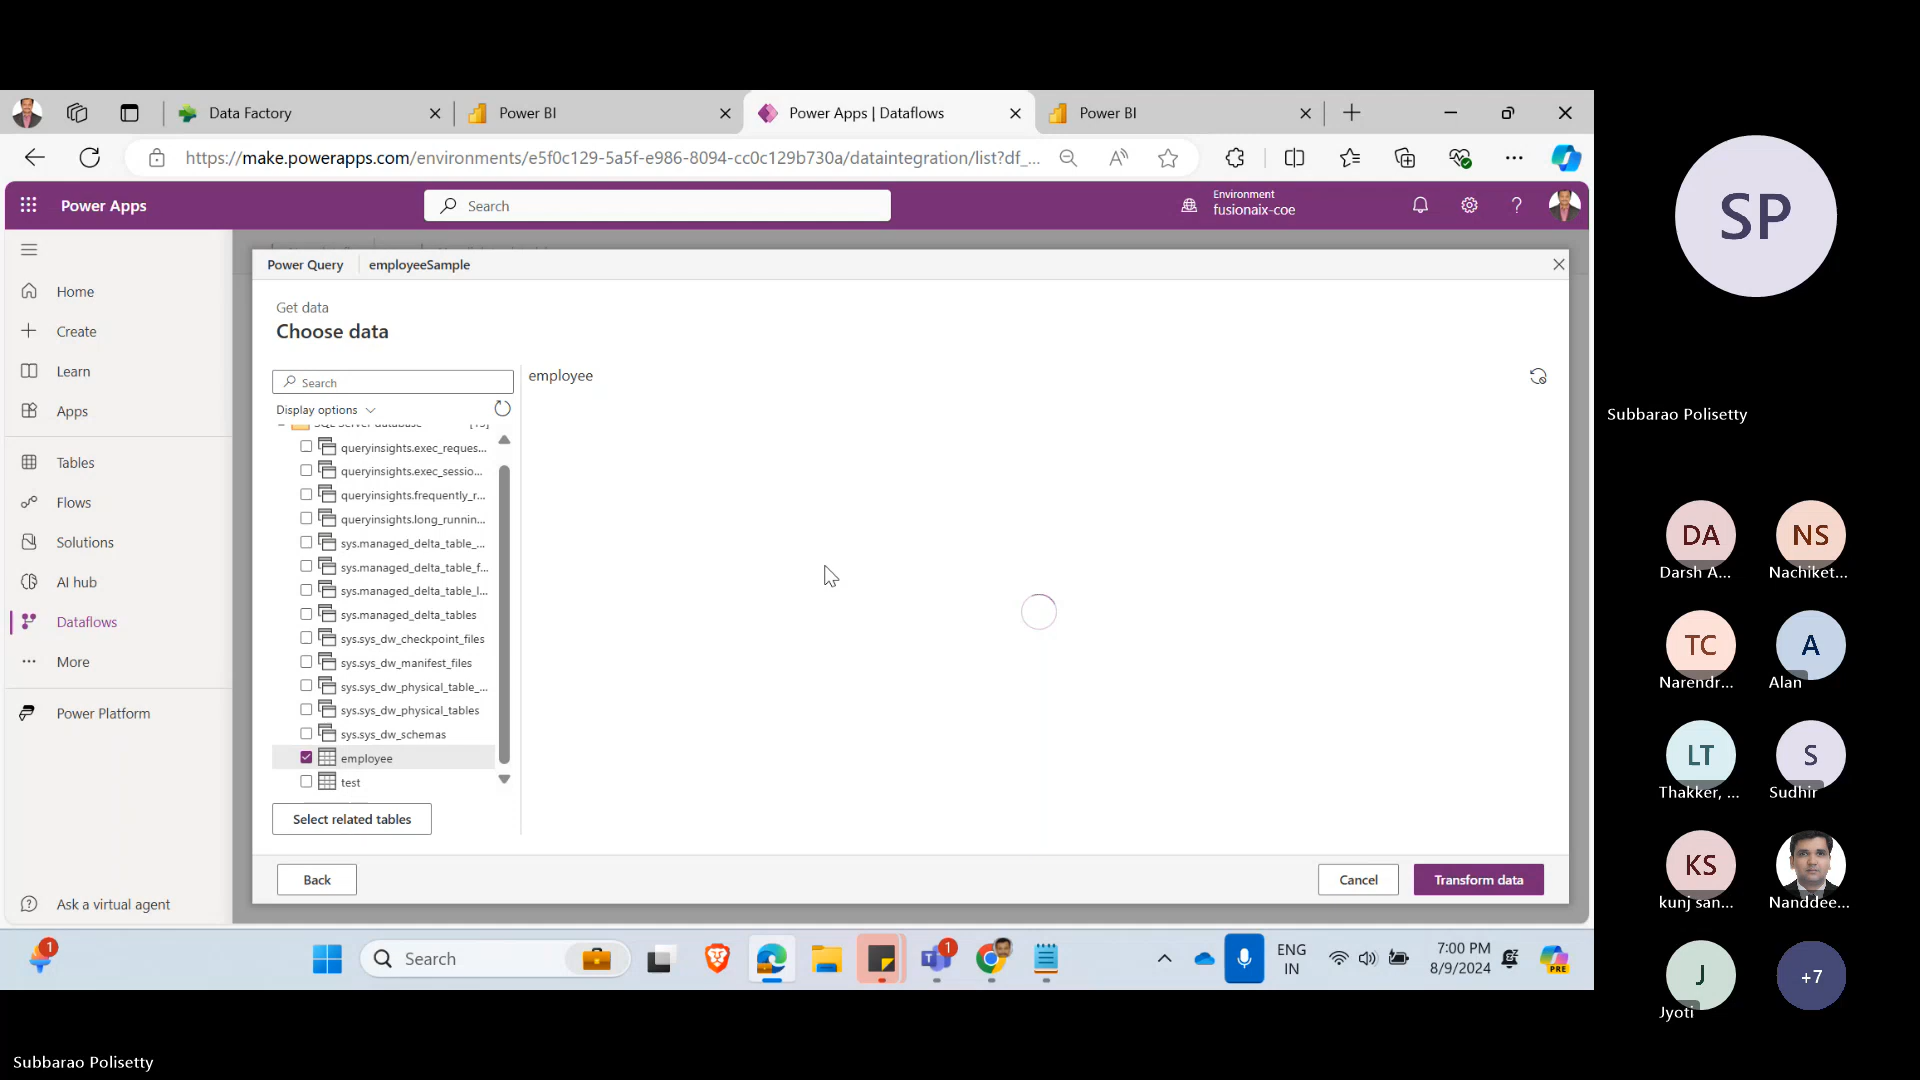 Data Factory
Power BI
Power Apps | Dataflows
Power BI
https://make.powerapps.com/environments/e5f0c129-5a5f-e986-8094-cc0c129b730a/dataintegration/list?df_...
Power Apps
Search
Environment
fusionaix-coe
Home
Create
Learn
Apps
Tables
Flows
Solutions
AI hub
Dataflows
More
Power Platform
Ask a virtual agent
Power Query
employeeSample
Get data
Choose data
Search
Display options
SQL Server database
queryinsights.exec_reques...
queryinsights.exec_sessio...
queryinsights.frequently_r...
queryinsights.long_runnin...
sys.managed_delta_table_...
sys.managed_delta_table_f...
sys.managed_delta_table_l...
sys.managed_delta_tables
sys.sys_dw_checkpoint_files
sys.sys_dw_manifest_files
sys.sys_dw_physical_table_...
sys.sys_dw_physical_tables
sys.sys_dw_schemas
employee
test
Select related tables
employee
Back
Cancel
Transform data
1
Search
1
ENG
IN
7:00 PM
8/9/2024
PRE
SP
Subbarao Polisetty
DA
Darsh A...
NS
Nachiket...
TC
Narendr...
A
Alan
LT
Thakker, ...
S
Sudhir
KS
kunj san...
Nanddee...
J
Jyoti
+7
Subbarao Polisetty